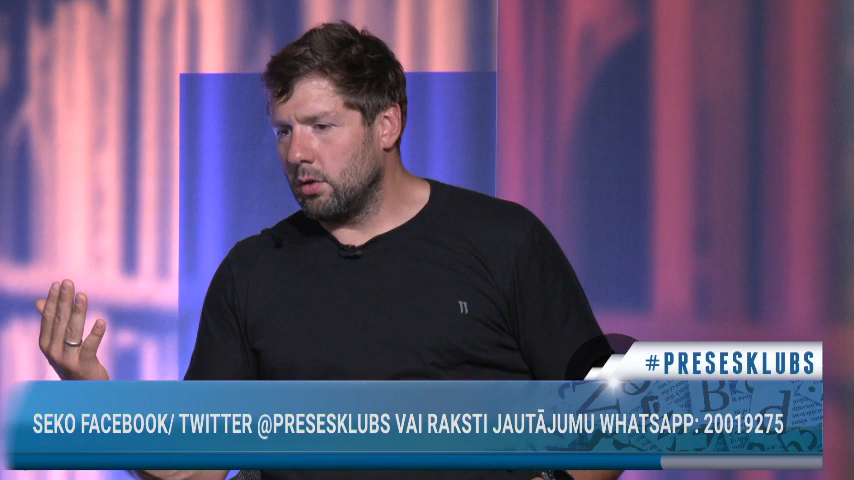 #PRESESKLUBS
SEKO FACEBOOK/ TWITTER @PRESESKLUBS VAI RAKSTI JAUTĀJUMU WHATSAPP: 20019275